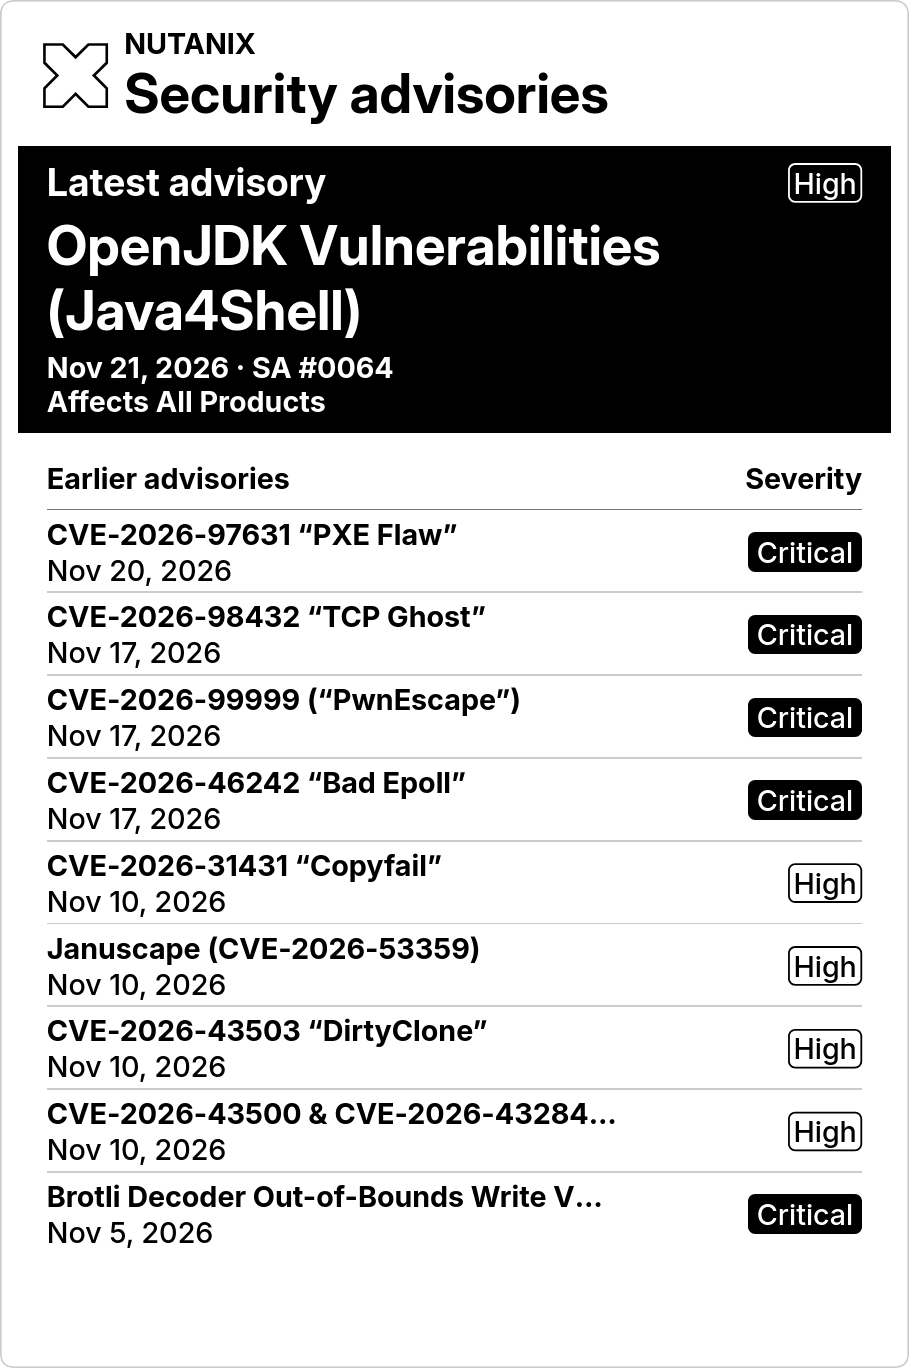 NUTANIX
Security advisories
Latest advisory
High
OpenJDK Vulnerabilities
(Java4Shell)
Nov 21, 2026 · SA #0064
Affects All Products
Earlier advisories
Severity
CVE-2026-97631 “PXE Flaw”
Nov 20, 2026
Critical
CVE-2026-98432 “TCP Ghost”
Nov 17, 2026
Critical
CVE-2026-99999 (“PwnEscape”)
Nov 17, 2026
Critical
CVE-2026-46242 “Bad Epoll”
Nov 17, 2026
Critical
CVE-2026-31431 “Copyfail”
Nov 10, 2026
High
Januscape (CVE-2026-53359)
Nov 10, 2026
High
CVE-2026-43503 “DirtyClone”
Nov 10, 2026
High
CVE-2026-43500 & CVE-2026-43284...
Nov 10, 2026
High
Brotli Decoder Out-of-Bounds Write V...
Nov 5, 2026
Critical